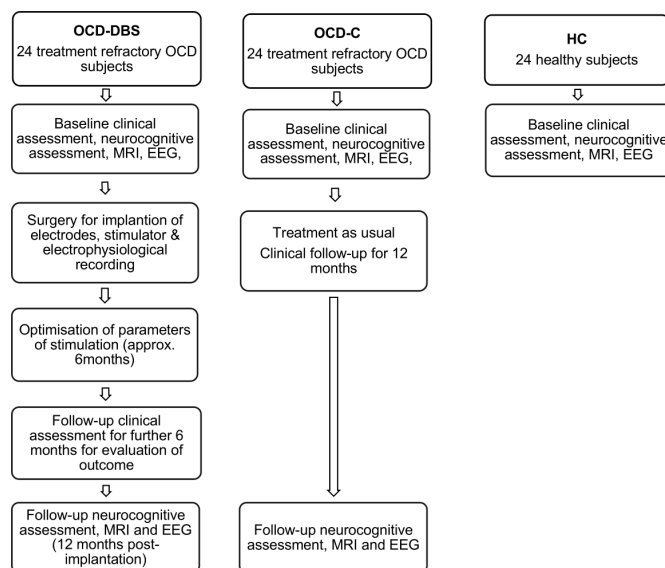 OCD-DBS
24 treatment refractory OCD
subjects
Baseline clinical
assessment, neurocognitive
assessment, MRI, EEG,
Surgery for implantion of
electrodes, stimulator &
electrophysiological
recording
Optimisation of parameters
of stimulation (approx.
6months)
Follow-up clinical
assessment for further 6
months for evaluation of
outcome
Follow-up neurocognitive
assessment, MRI and EEG
(12 months post-
implantation)
OCD-C
24 treatment refractory OCD
subjects
Baseline clinical
assessment, neurocognitive
assessment, MRI, EEG,
Treatment as usual
Clinical follow-up for 12
months
Follow-up neurocognitive
assessment, MRI and EEG
HC
24 healthy subjects
Baseline clinical
assessment, neurocognitive
assessment, MRI, EEG